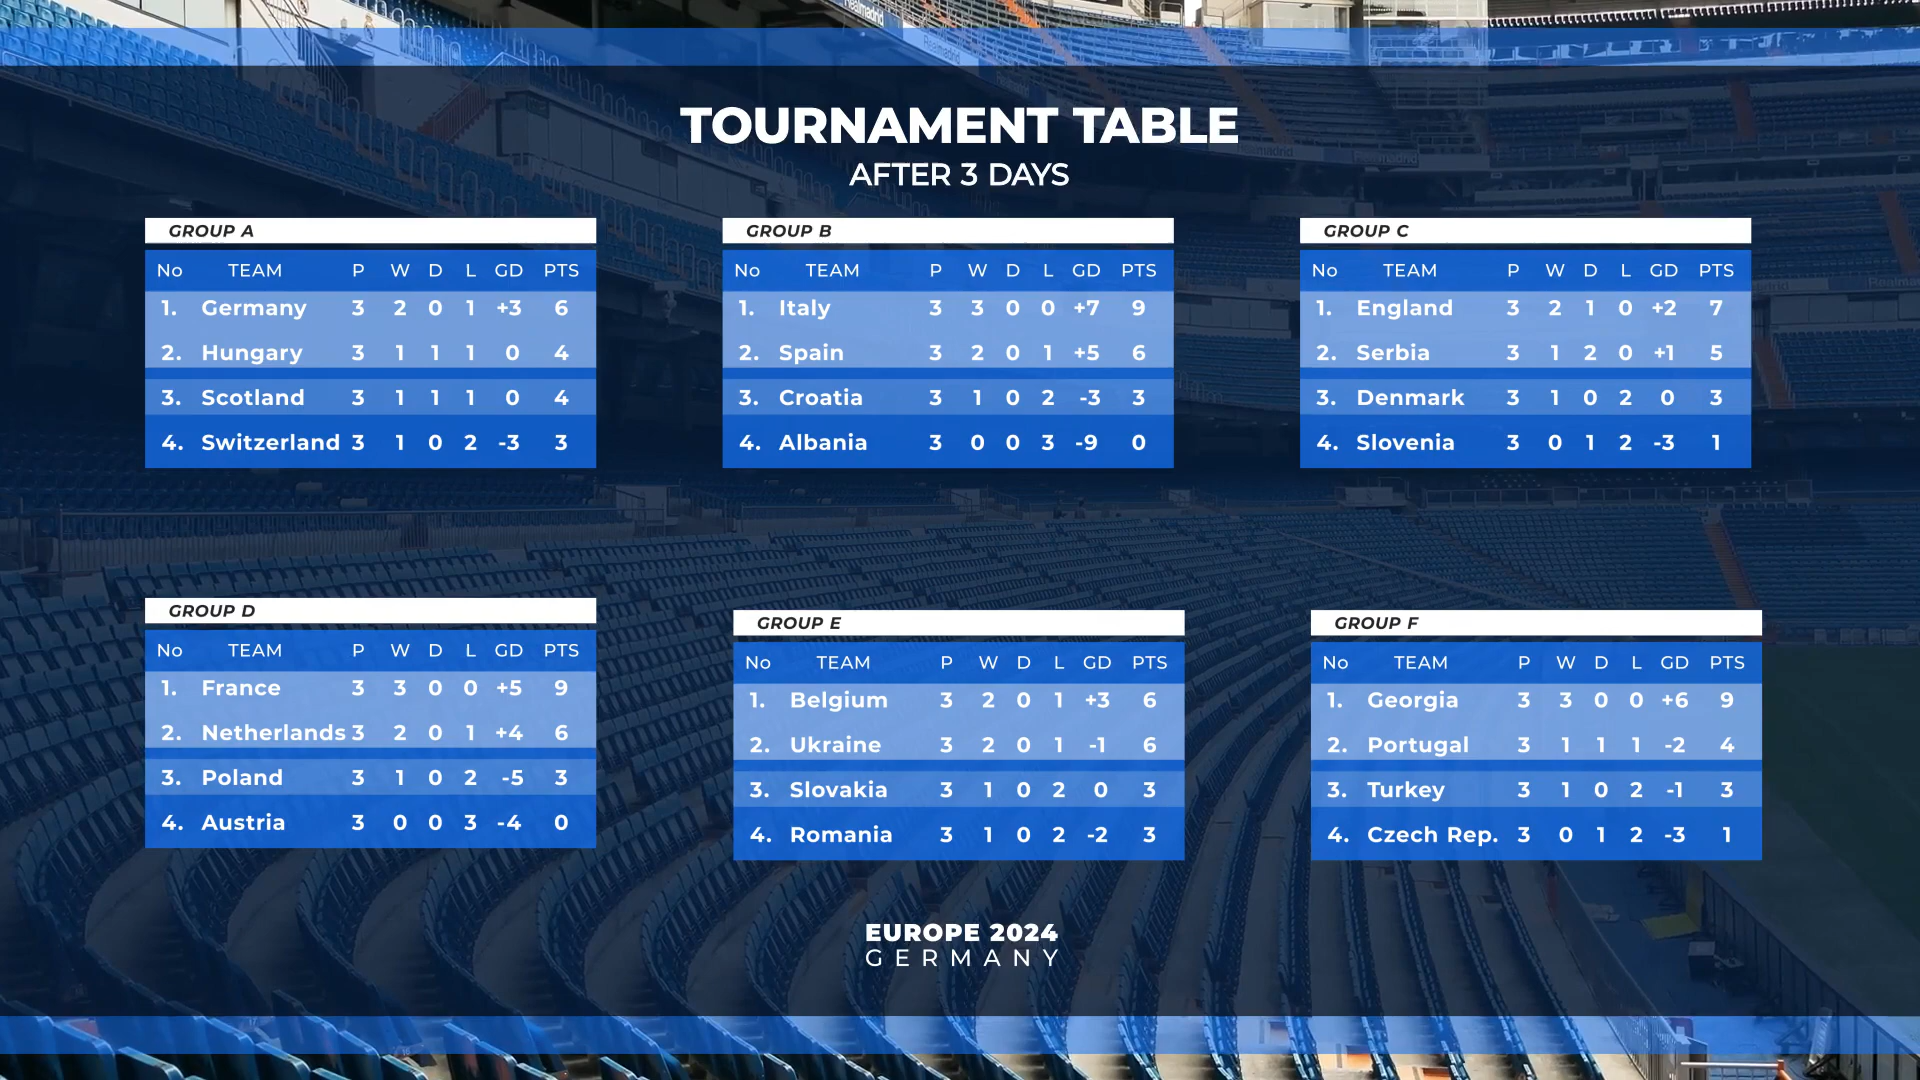 TOURNAMENT TABLE
AFTER 3 DAYS
GROUP A
No TEAM P W D L GD PTS
1. Germany 3 2 0 1 +3 6
2. Hungary 3 1 1 1 0 4
3. Scotland 3 1 1 1 0 4
4. Switzerland 3 1 0 2 -3 3
GROUP B
No TEAM P W D L GD PTS
1. Italy 3 3 0 0 +7 9
2. Spain 3 2 0 1 +5 6
3. Croatia 3 1 0 2 -3 3
4. Albania 3 0 0 3 -9 0
GROUP C
No TEAM P W D L GD PTS
1. England 3 2 1 0 +2 7
2. Serbia 3 1 2 0 +1 5
3. Denmark 3 1 0 2 0 3
4. Slovenia 3 0 1 2 -3 1
GROUP D
No TEAM P W D L GD PTS
1. France 3 3 0 0 +5 9
2. Netherlands 3 2 0 1 +4 6
3. Poland 3 1 0 2 -5 3
4. Austria 3 0 0 3 -4 0
GROUP E
No TEAM P W D L GD PTS
1. Belgium 3 2 0 1 +3 6
2. Ukraine 3 2 0 1 -1 6
3. Slovakia 3 1 0 2 0 3
4. Romania 3 1 0 2 -2 3
GROUP F
No TEAM P W D L GD PTS
1. Georgia 3 3 0 0 +6 9
2. Portugal 3 1 1 1 -2 4
3. Turkey 3 1 0 2 -1 3
4. Czech Rep. 3 0 1 2 -3 1
EUROPE 2024
GERMANY